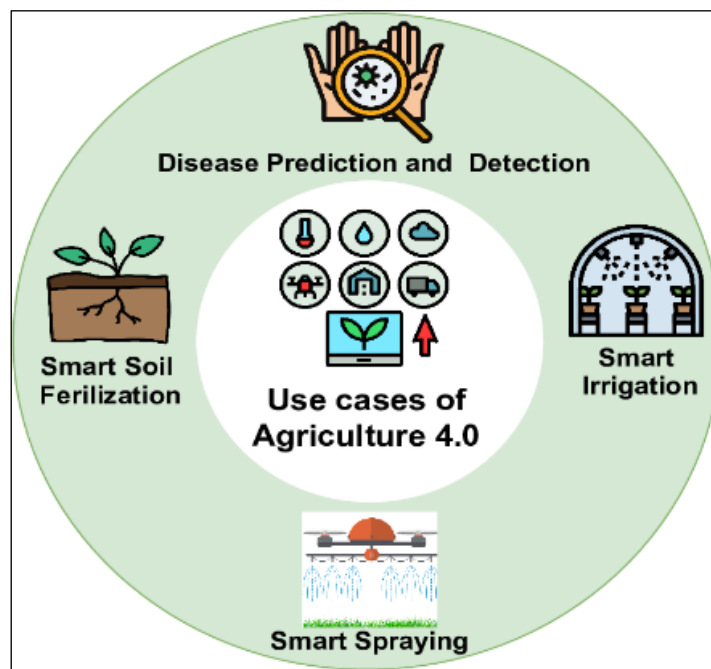 Disease Prediction and Detection
Smart Soil
Ferilization
Smart
Irrigation
Use cases of
Agriculture 4.0
Smart Spraying